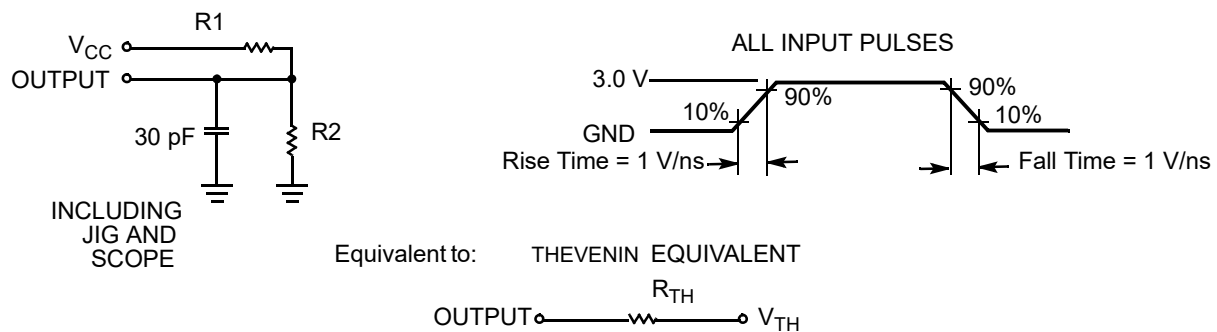 R1
V_CC
OUTPUT
30 pF
R2
INCLUDING
JIG AND
SCOPE
ALL INPUT PULSES
3.0 V
10%
90%
90%
10%
GND
Rise Time = 1 V/ns
Fall Time = 1 V/ns
Equivalent to: THEVENIN EQUIVALENT
R_TH
OUTPUT
V_TH